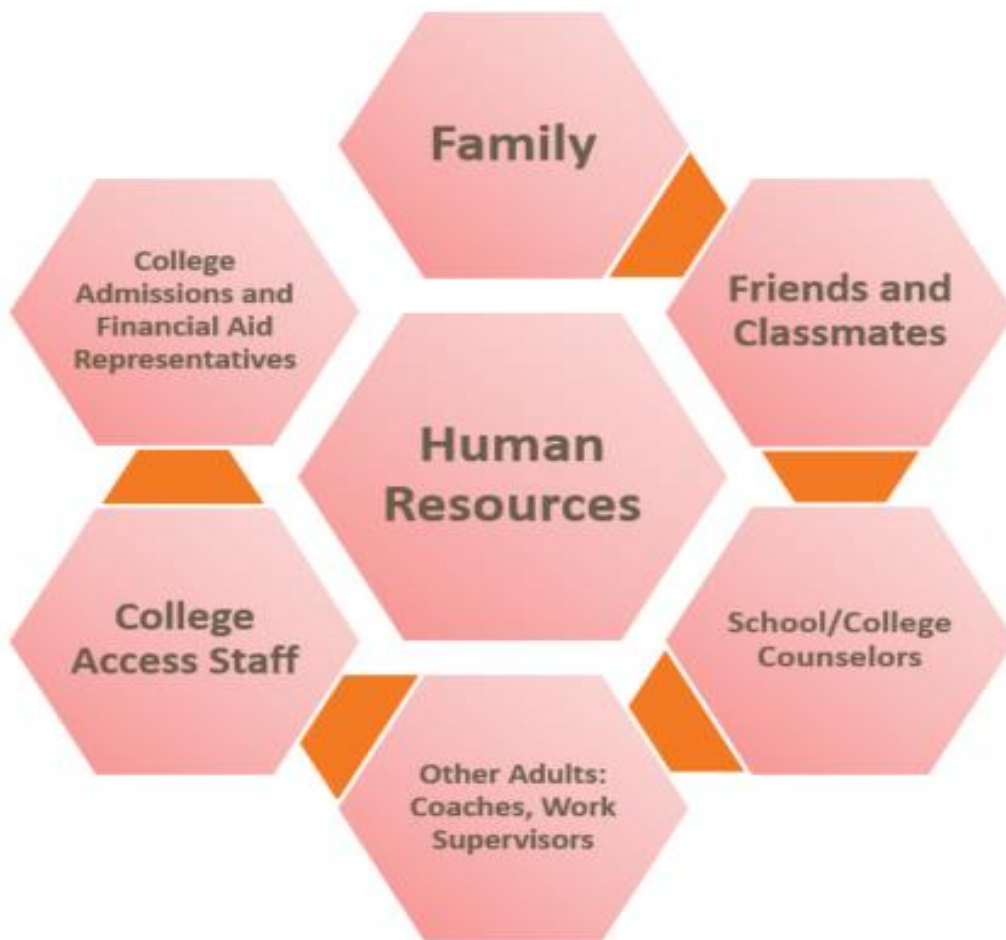 Family
College
Admissions and
Financial Aid
Representatives
Friends and
Classmates
Human
Resources
College
Access Staff
School/College
Counselors
Other Adults:
Coaches, Work
Supervisors